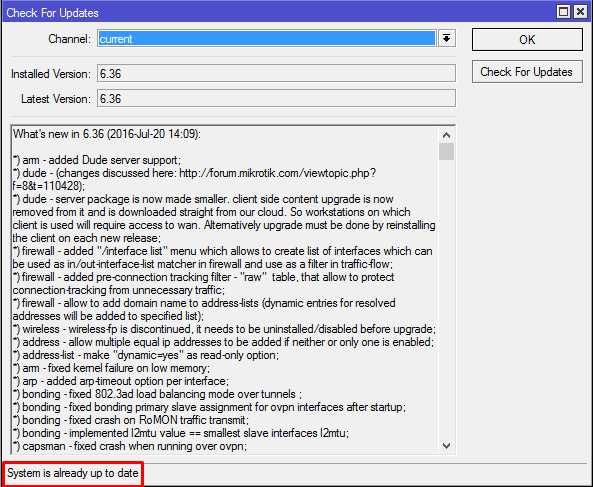 Check For Updates
Channel: current
OK
Installed Version: 6.36
Check For Updates
Latest Version: 6.36
What's new in 6.36 (2016-Jul-20 14:09):
*) arm - added Dude server support;
*) dude - (changes discussed here: http://forum.mikrotik.com/viewtopic.php?
f=8&t=110428);
*) dude - server package is now made smaller. client side content upgrade is now
removed from it and is downloaded straight from our cloud. So workstations on which
client is used will require access to wan. Alternatively upgrade must be done by reinstalling
the client on each new release;
*) firewall - added "/interface list" menu which allows to create list of interfaces which can
be used as in/out-interface-list matcher in firewall and use as a filter in traffic-flow;
*) firewall - added pre-connection tracking filter - "raw" table, that allow to protect
connection-tracking from unnecessary traffic;
*) firewall - allow to add domain name to address-lists (dynamic entries for resolved
addresses will be added to specified list);
*) wireless - wireless-fp is discontinued, it needs to be uninstalled/disabled before upgrade;
*) address - allow multiple equal ip addresses to be added if neither or only one is enabled;
*) address-list - make "dynamic=yes" as read-only option;
*) arm - fixed kernel failure on low memory;
*) arp - added arp-timeout option per interface;
*) bonding - fixed 802.3ad load balancing mode over tunnels ;
*) bonding - fixed bonding primary slave assignment for ovpn interfaces after startup;
*) bonding - fixed crash on RoMON traffic transmit;
*) bonding - implemented l2mtu value == smallest slave interfaces l2mtu;
*) capsman - fixed crash when running over ovpn;
System is already up to date